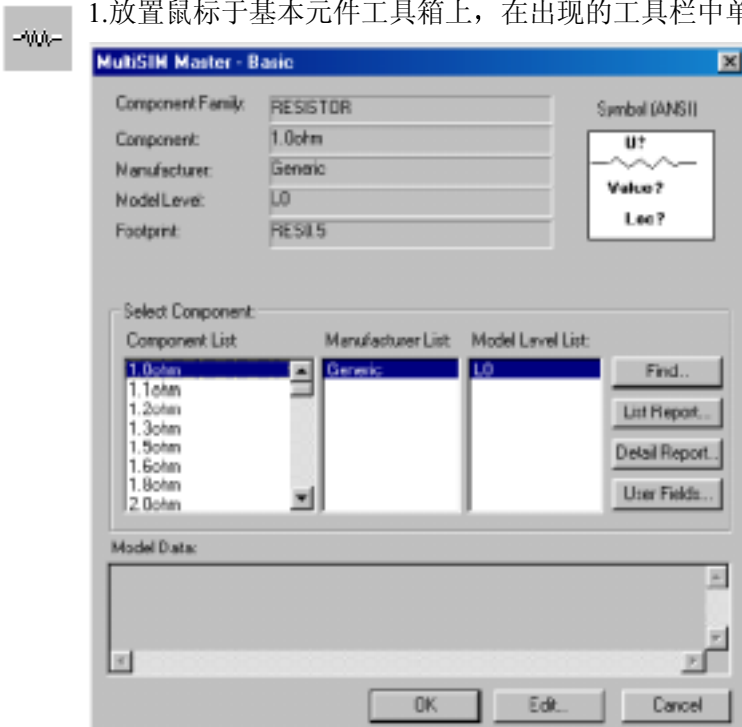 1.放置鼠标于基本元件工具箱上，在出现的工具栏中
MultiSIM Master - Basic
Component Family:
RESISTOR
Symbol (ANSI)
Component:
1.0ohm
Manufacturer:
Generic
Model Level:
L0
Footprint:
RES0.5
U?
Value?
Loc?
Select Component:
Component List
Manufacturer List:
Model Level List:
1.0ohm
1.1ohm
1.2ohm
1.3ohm
1.5ohm
1.6ohm
1.8ohm
2.0ohm
Generic
L0
Find...
List Report...
Detail Report..
User Fields...
Model Data:
OK
Edit...
Cancel